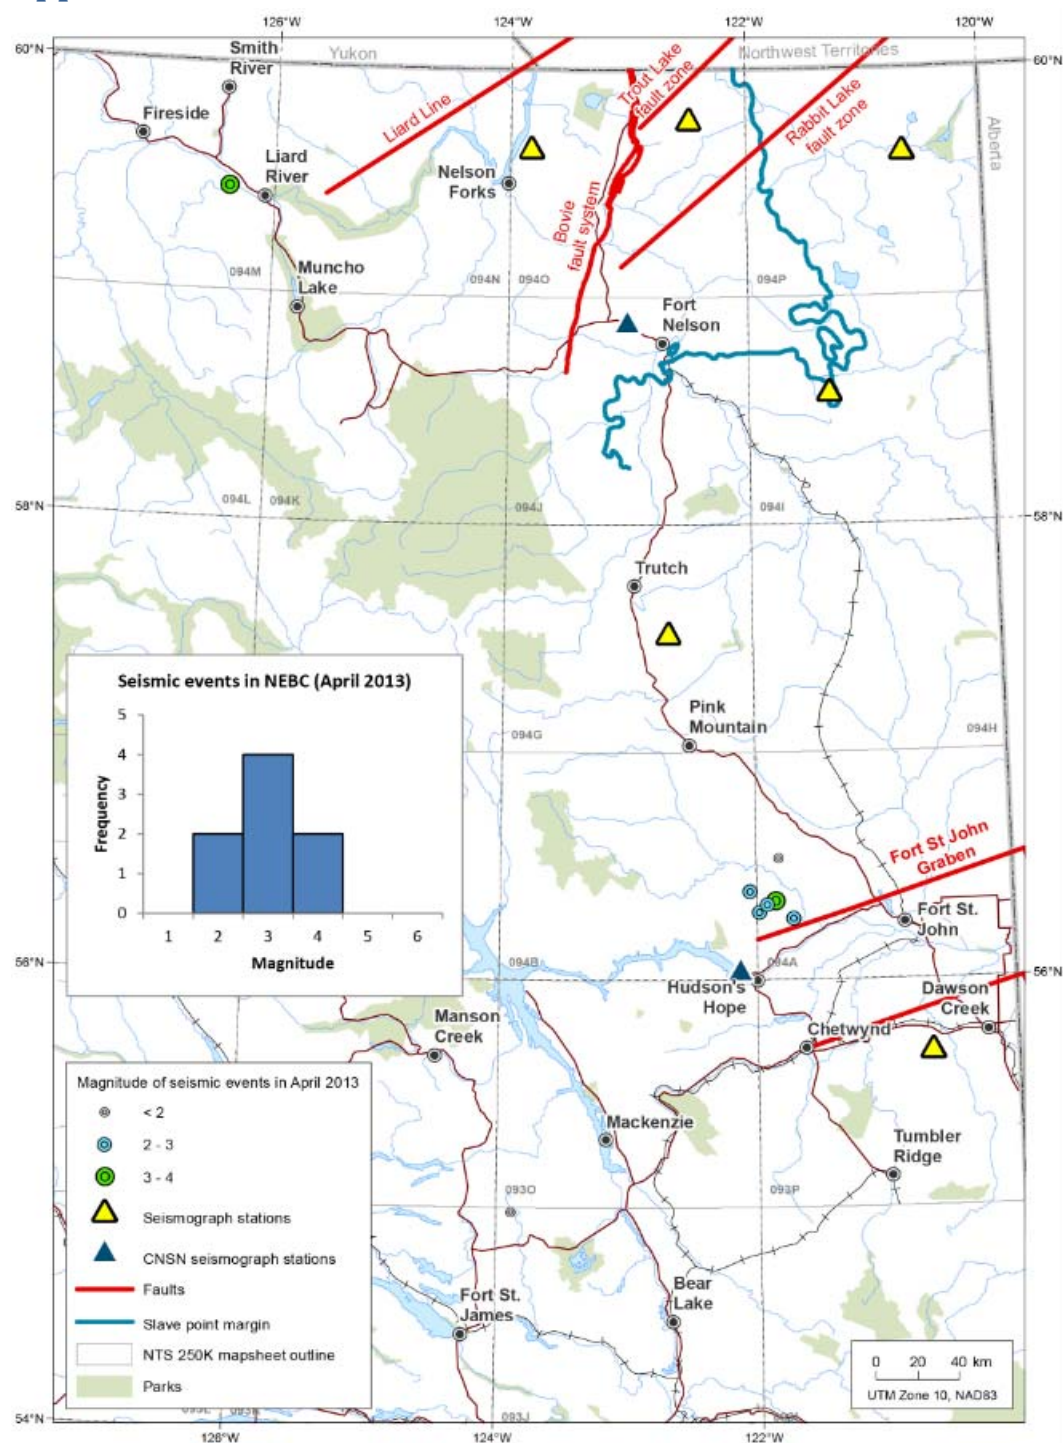 126°W
124°W
122°W
120°W
60°N
60°N
Yukon
Northwest Territories
Alberta
Smith
River
Fireside
Liard
River
Liard Line
Trout Lake
fault zone
Rabbit Lake
fault zone
Nelson
Forks
Bovie
fault system
094M
094N
094O
094P
Muncho
Lake
Fort
Nelson
58°N
58°N
094L
094K
094J
094I
Trutch
Pink
Mountain
094G
094H
Seismic events in NEBC (April 2013)
5
4
3
2
1
0
Frequency
1
2
3
4
5
6
Magnitude
Fort St John
Graben
Fort St.
John
56°N
56°N
094B
094A
Hudson's
Hope
Dawson
Creek
Manson
Creek
Chetwynd
Mackenzie
Tumbler
Ridge
093O
093P
Bear
Lake
Fort St.
James
Magnitude of seismic events in April 2013
< 2
2 - 3
3 - 4
Seismograph stations
CNSN seismograph stations
Faults
Slave point margin
NTS 250K mapsheet outline
Parks
0
20
40 km
UTM Zone 10, NAD83
54°N
093J
126°W
124°W
122°W